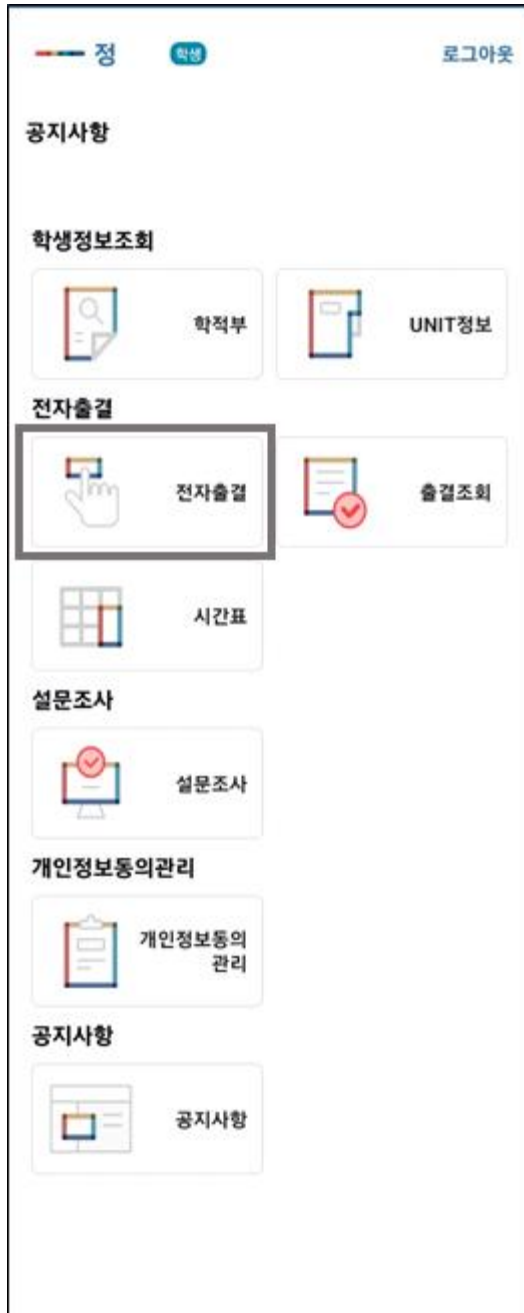 정 학생 로그아웃
공지사항
학생정보조회
학적부 UNIT정보
전자출결
전자출결 출결조회
시간표
설문조사
설문조사
개인정보동의관리
개인정보동의
관리
공지사항
공지사항